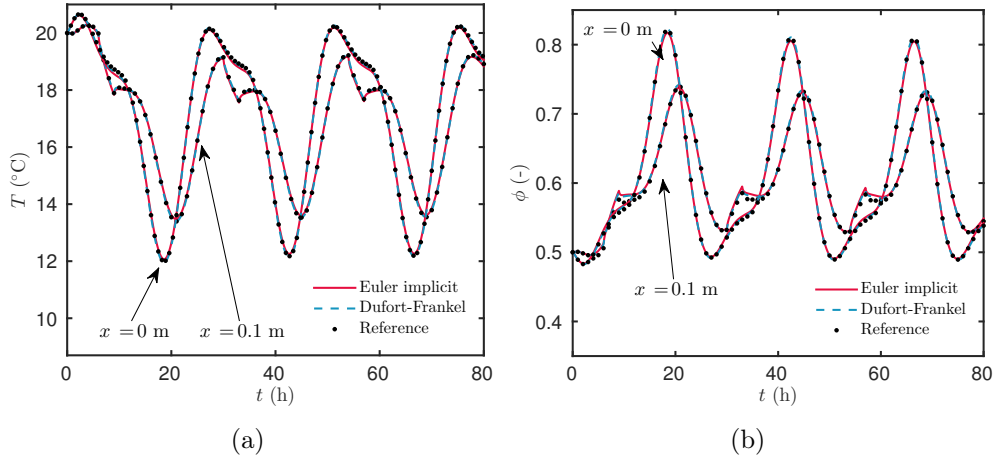 20
18
16
14
12
10
T (°C)
x = 0 m
x = 0.1 m
Euler implicit
Dufort-Frankel
Reference
0
20
40
60
80
t (h)
(a)
0.8
0.7
0.6
0.5
0.4
ϕ (-)
x = 0 m
x = 0.1 m
Euler implicit
Dufort-Frankel
Reference
0
20
40
60
80
t (h)
(b)